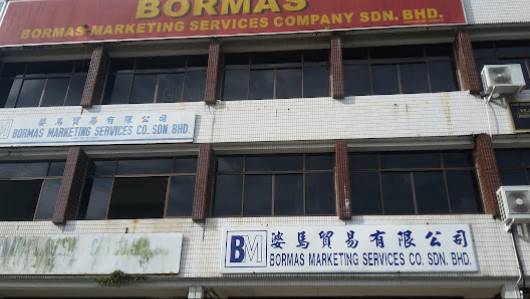 BORMAS
BORMAS MARKETING SERVICES COMPANY SDN. BHD.
婆馬貿易有限公司
BORMAS MARKETING SERVICES CO. SDN. BHD
BM
婆馬貿易有限公司
BORMAS MARKETING SERVICES CO. SDN. BHD.